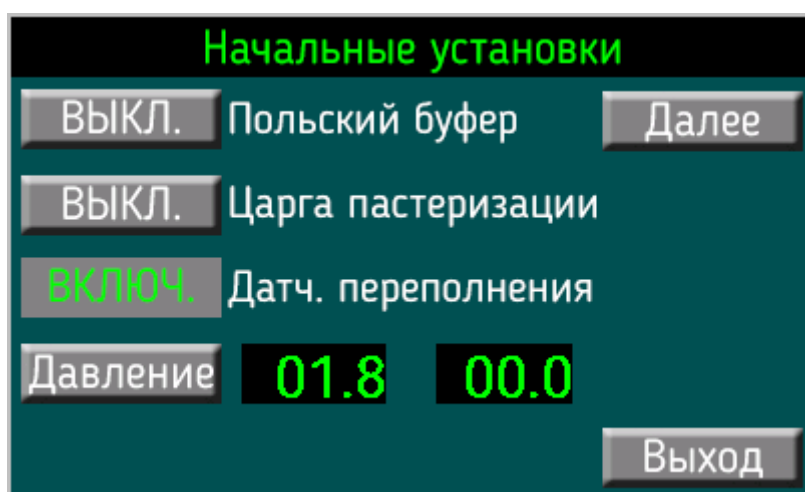 Начальные установки
ВЫКЛ. Польский буфер Далее
ВЫКЛ. Царга пастеризации
ВКЛЮЧ. Датч. переполнения
Давление 01.8 00.0
Выход